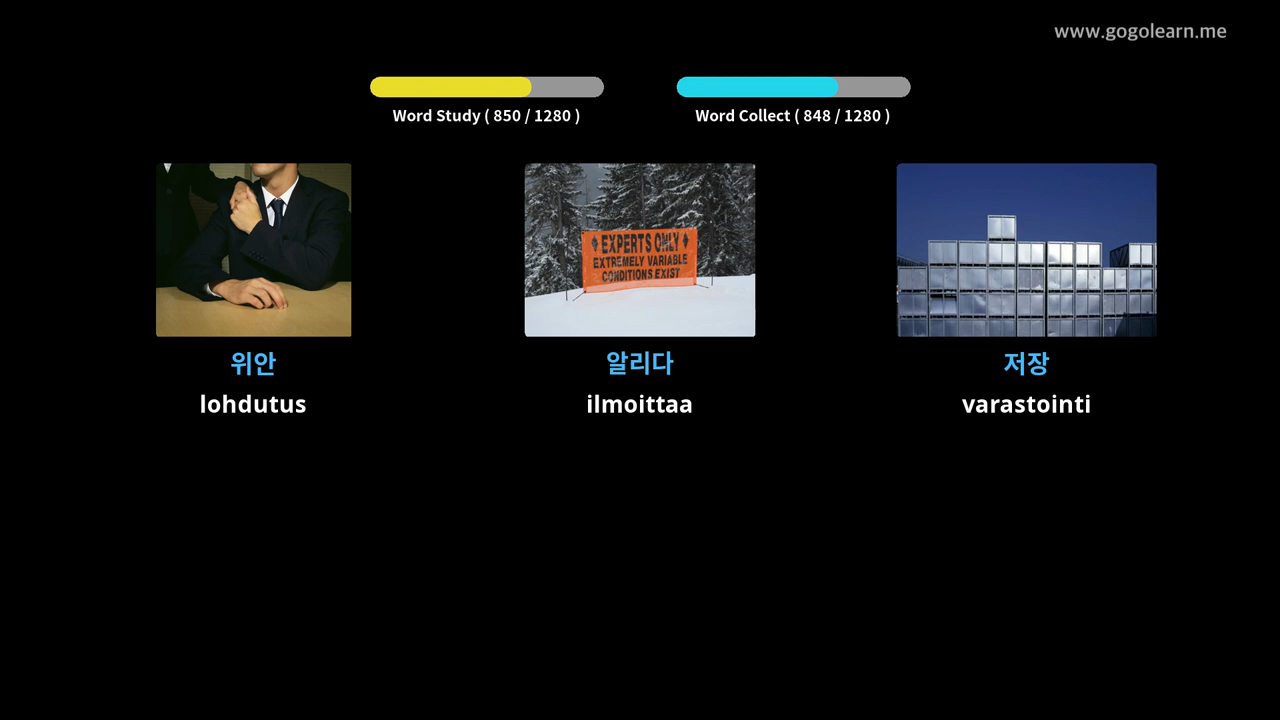 www.gogolearn.me
Word Study ( 850 / 1280 )
Word Collect ( 848 / 1280 )
EXPERTS ONLY
EXTREMELY VARIABLE
CONDITIONS EXIST
위안
알리다
저장
lohdutus
ilmoittaa
varastointi